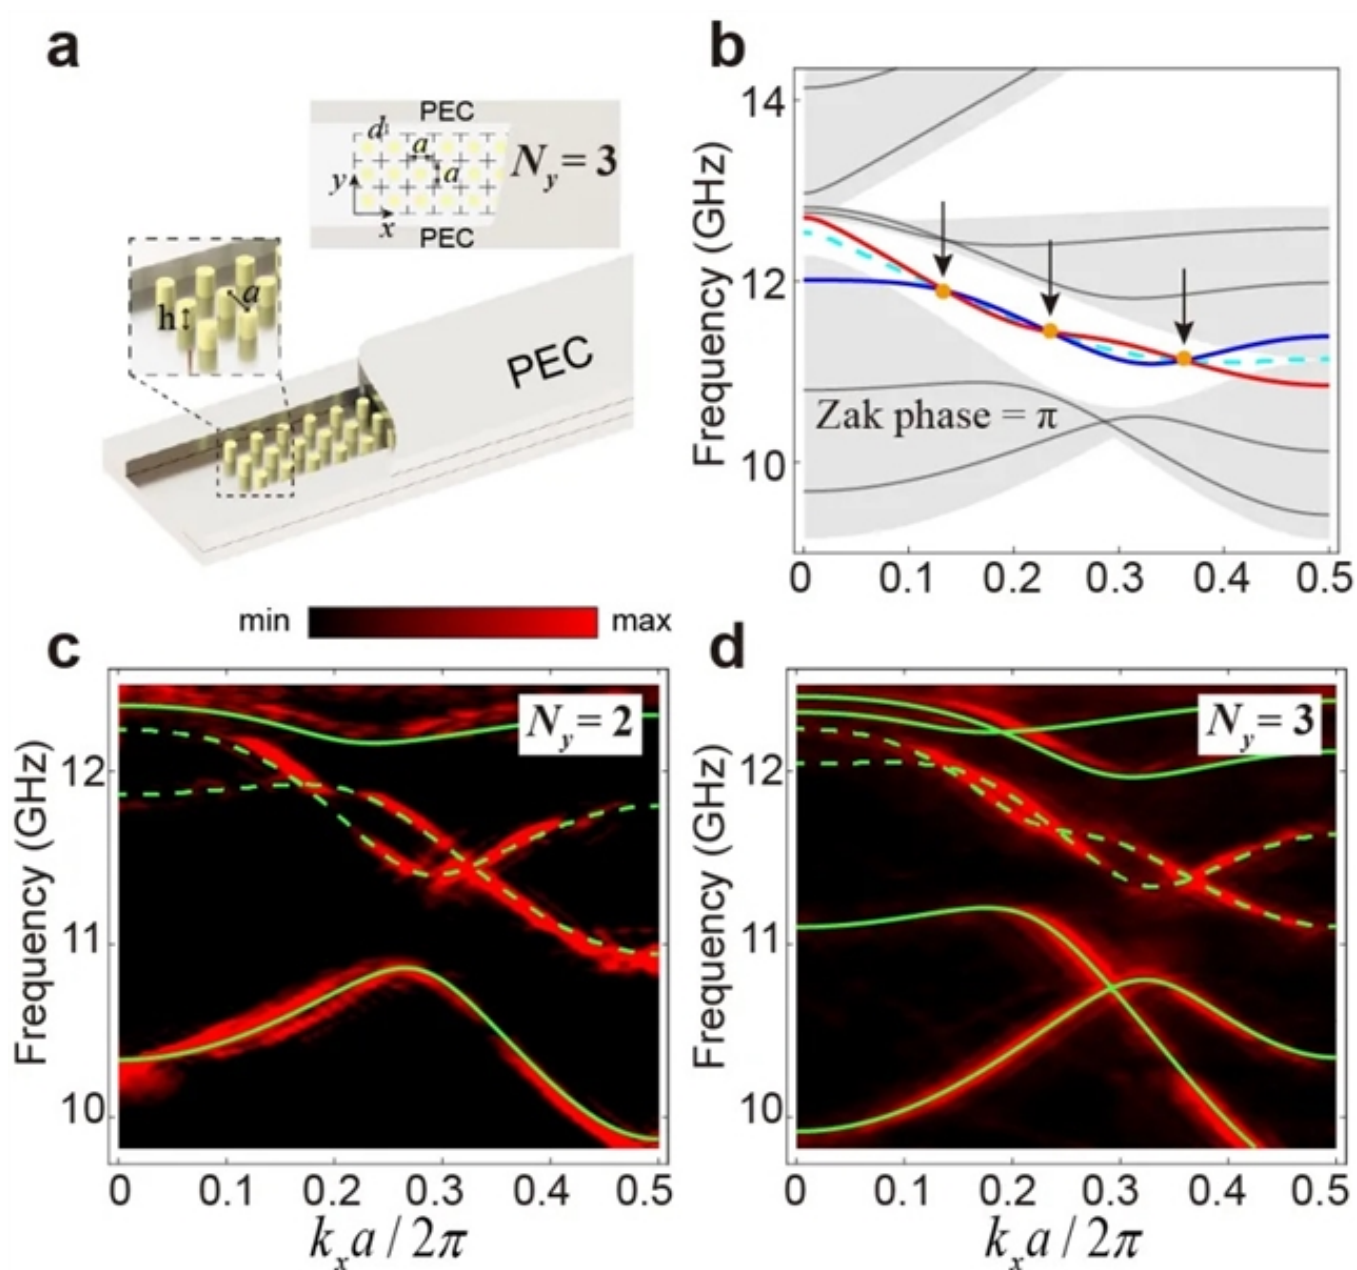 a
PEC
d
a
a
y
x
N_y = 3
PEC
h
a
PEC
b
Frequency (GHz)
14
12
10
Zak phase = π
0 0.1 0.2 0.3 0.4 0.5
min max
c
Frequency (GHz)
12
11
10
N_y = 2
0 0.1 0.2 0.3 0.4 0.5
k_x a / 2π
d
Frequency (GHz)
12
11
10
N_y = 3
0 0.1 0.2 0.3 0.4 0.5
k_x a / 2π